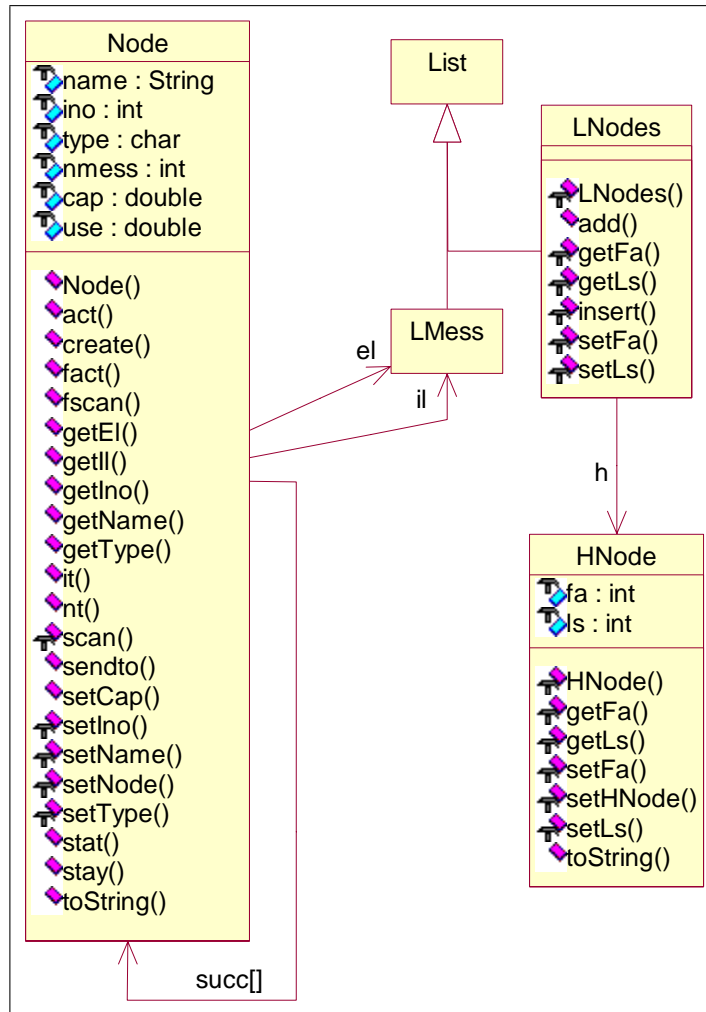 Node
name : String
ino : int
type : char
nmess : int
cap : double
use : double
Node()
act()
create()
fact()
fscan()
getEl()
getIl()
getIno()
getName()
getType()
it()
nt()
scan()
sendto()
setCap()
setIno()
setName()
setNode()
setType()
stat()
stay()
toString()
List
LMess
el
il
succ[]
LNodes
LNodes()
add()
getFa()
getLs()
insert()
setFa()
setLs()
h
HNode
fa : int
ls : int
HNode()
getFa()
getLs()
setFa()
setHNode()
setLs()
toString()